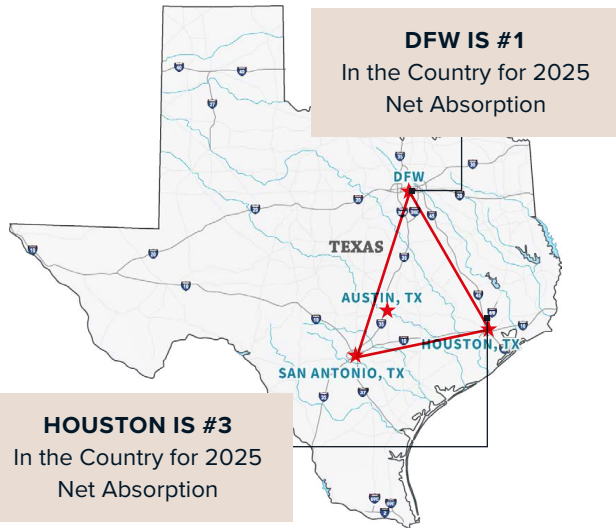 DFW IS #1
In the Country for 2025
Net Absorption
DFW
TEXAS
AUSTIN, TX
HOUSTON, TX
SAN ANTONIO, TX
HOUSTON IS #3
In the Country for 2025
Net Absorption